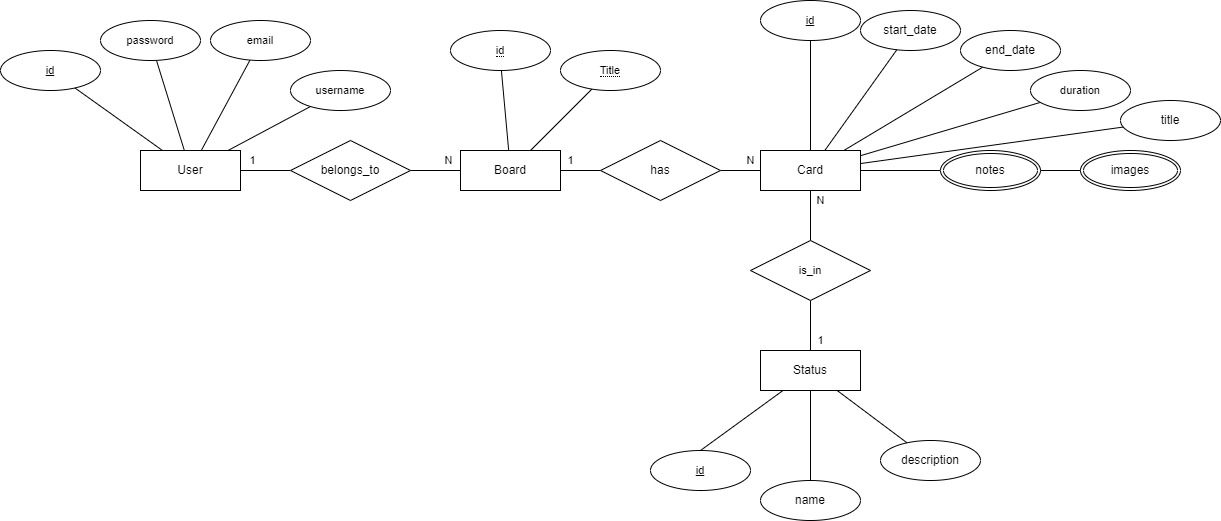 id
password
email
username
id
Title
id
start_date
end_date
duration
title
User
1
belongs_to
N
Board
1
has
N
Card
notes
images
N
is_in
1
Status
id
name
description